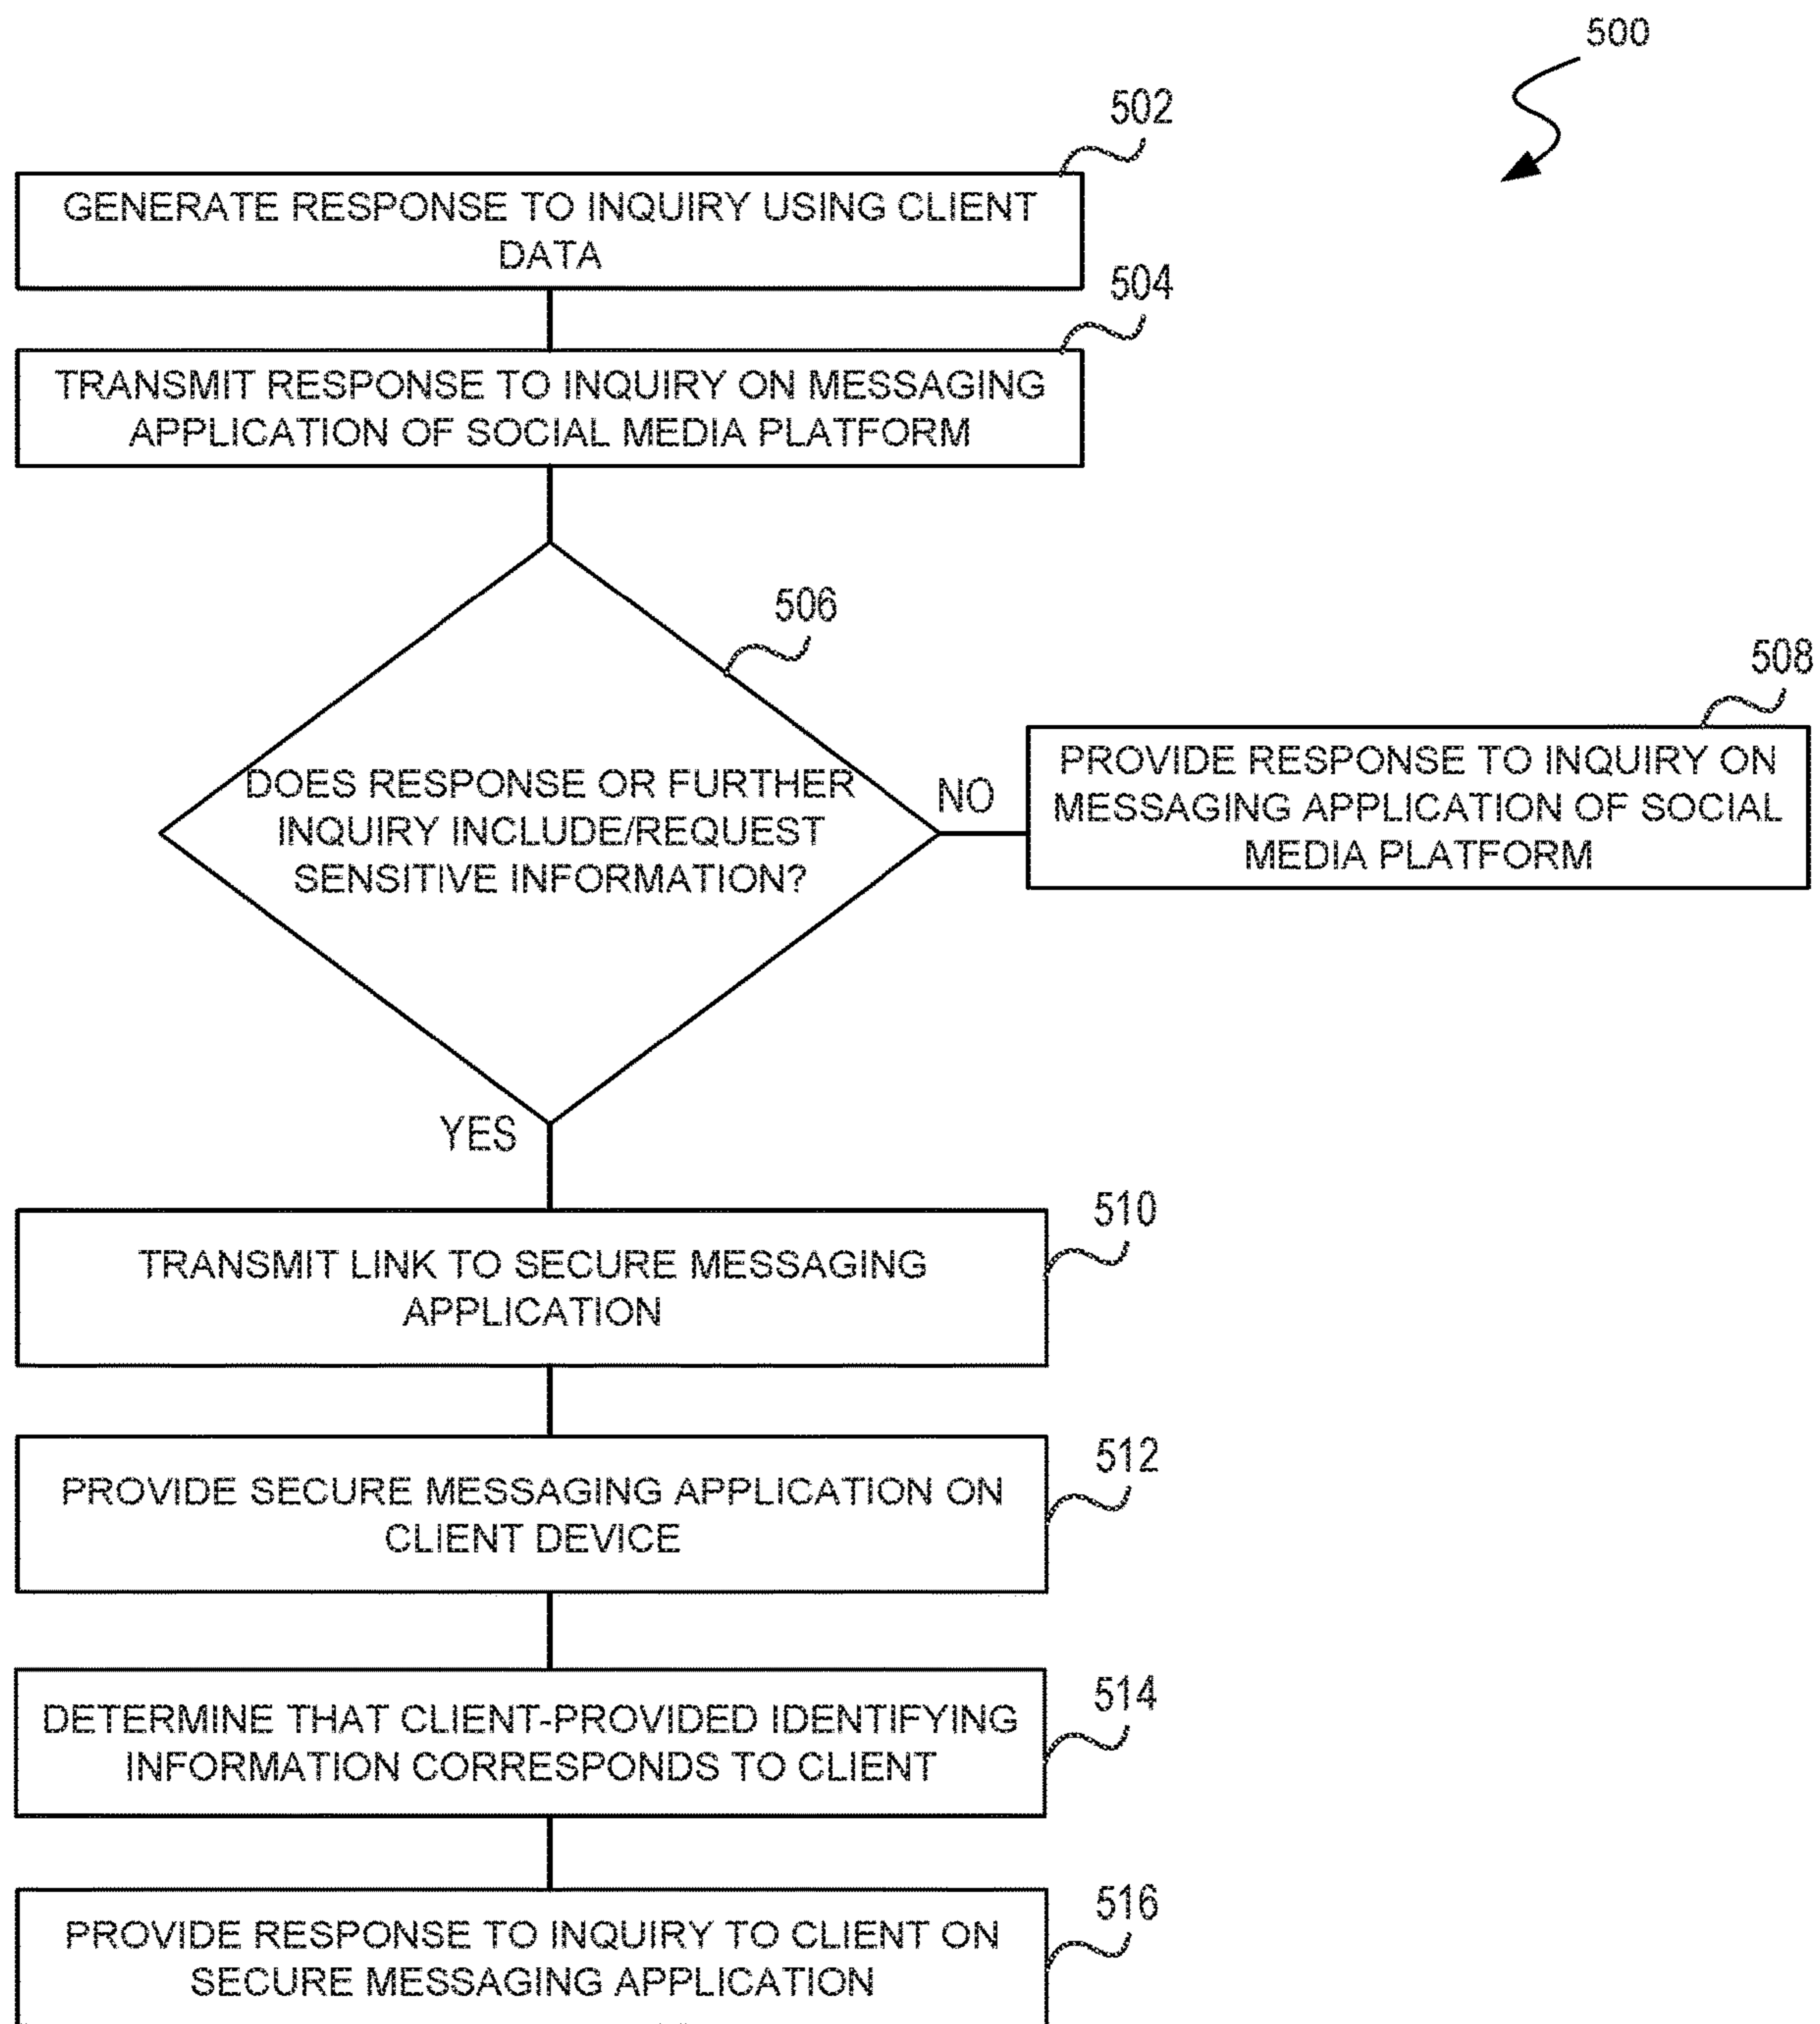 500
502
GENERATE RESPONSE TO INQUIRY USING CLIENT
DATA
504
TRANSMIT RESPONSE TO INQUIRY ON MESSAGING
APPLICATION OF SOCIAL MEDIA PLATFORM
506
DOES RESPONSE OR FURTHER
INQUIRY INCLUDE/REQUEST
SENSITIVE INFORMATION?
NO
508
PROVIDE RESPONSE TO INQUIRY ON
MESSAGING APPLICATION OF SOCIAL
MEDIA PLATFORM
YES
510
TRANSMIT LINK TO SECURE MESSAGING
APPLICATION
512
PROVIDE SECURE MESSAGING APPLICATION ON
CLIENT DEVICE
514
DETERMINE THAT CLIENT-PROVIDED IDENTIFYING
INFORMATION CORRESPONDS TO CLIENT
516
PROVIDE RESPONSE TO INQUIRY TO CLIENT ON
SECURE MESSAGING APPLICATION